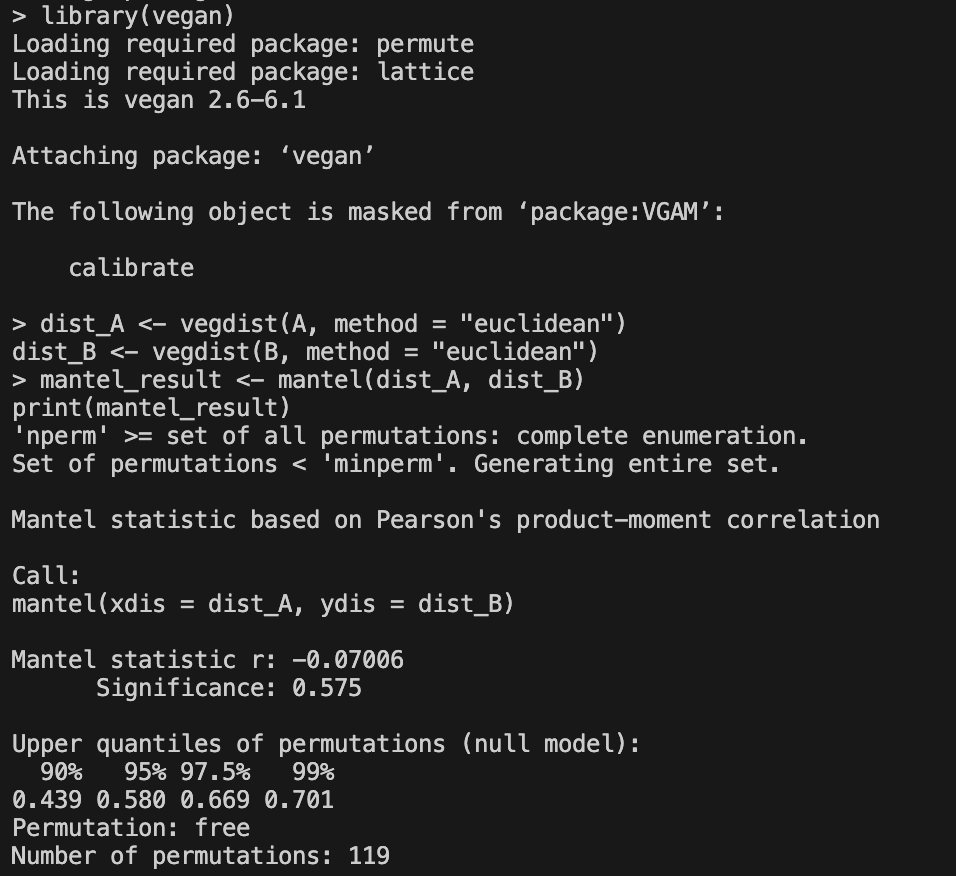 > library(vegan)
Loading required package: permute
Loading required package: lattice
This is vegan 2.6-6.1

Attaching package: ‘vegan’

The following object is masked from ‘package:VGAM’:

    calibrate

> dist_A <- vegdist(A, method = "euclidean")
dist_B <- vegdist(B, method = "euclidean")
> mantel_result <- mantel(dist_A, dist_B)
print(mantel_result)
'nperm' >= set of all permutations: complete enumeration.
Set of permutations < 'minperm'. Generating entire set.

Mantel statistic based on Pearson's product-moment correlation

Call:
mantel(xdis = dist_A, ydis = dist_B)

Mantel statistic r: -0.07006
      Significance: 0.575

Upper quantiles of permutations (null model):
  90%   95% 97.5%   99%
0.439 0.580 0.669 0.701
Permutation: free
Number of permutations: 119